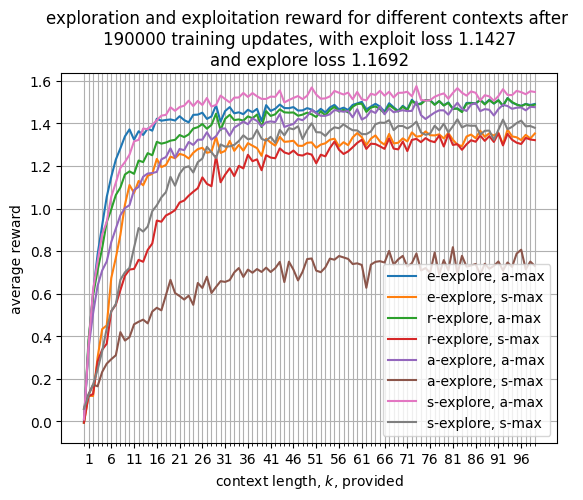 exploration and exploitation reward for different contexts after
190000 training updates, with exploit loss 1.1427
and explore loss 1.1692
average reward
1.6
1.4
1.2
1.0
0.8
0.6
0.4
0.2
0.0
e-explore, a-max
e-explore, s-max
r-explore, a-max
r-explore, s-max
a-explore, a-max
a-explore, s-max
s-explore, a-max
s-explore, s-max
1 6 11 16 21 26 31 36 41 46 51 56 61 66 71 76 81 86 91 96
context length, k, provided